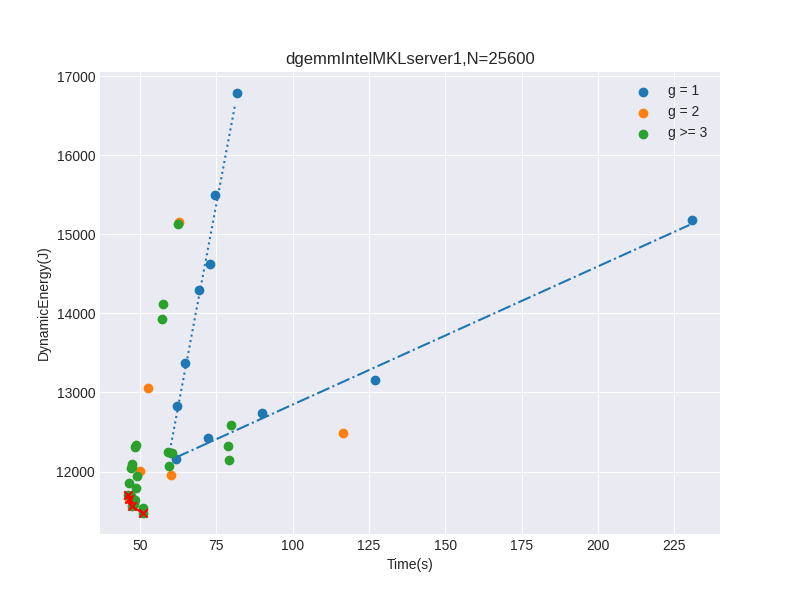 dgemmIntelMKLserver1,N=25600
g = 1
g = 2
g >= 3
17000
16000
15000
14000
13000
12000
DynamicEnergy(J)
50 75 100 125 150 175 200 225
Time(s)